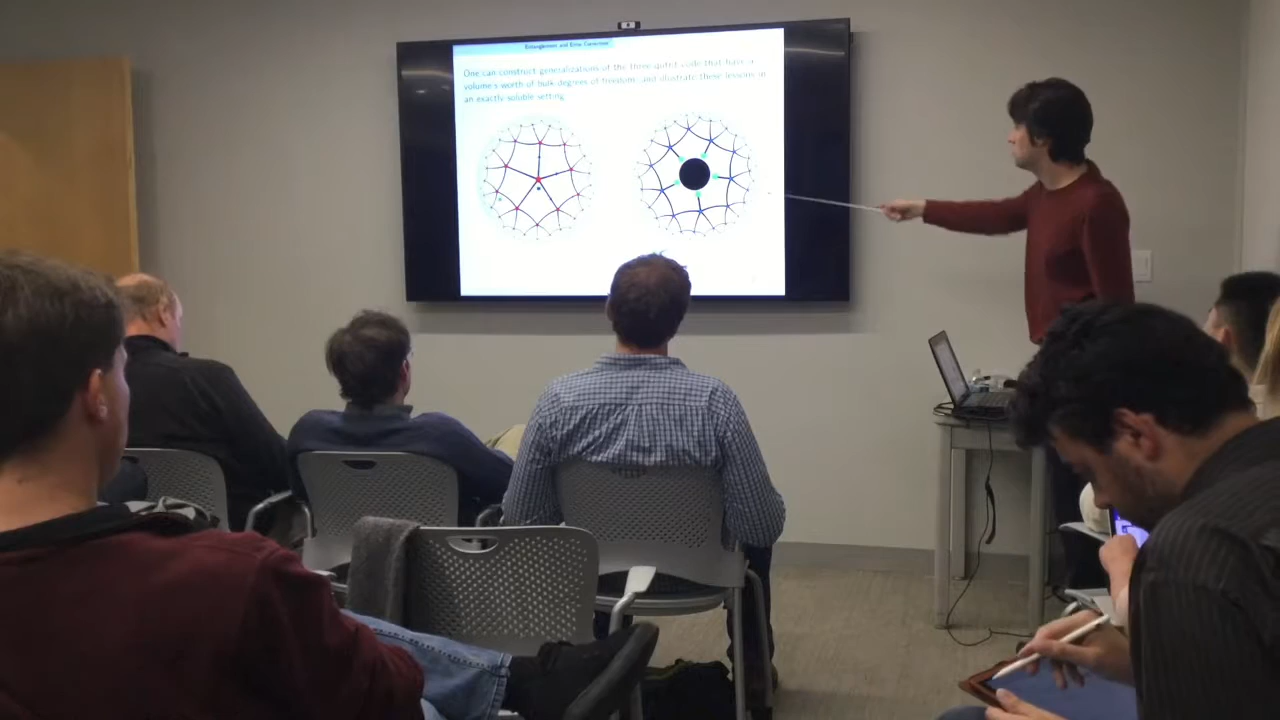 Entanglement and Error Correction
One can construct generalizations of the three qutrit code that have a
volume's worth of bulk degrees of freedom, and illustrate these lessons in
an exactly soluble setting.